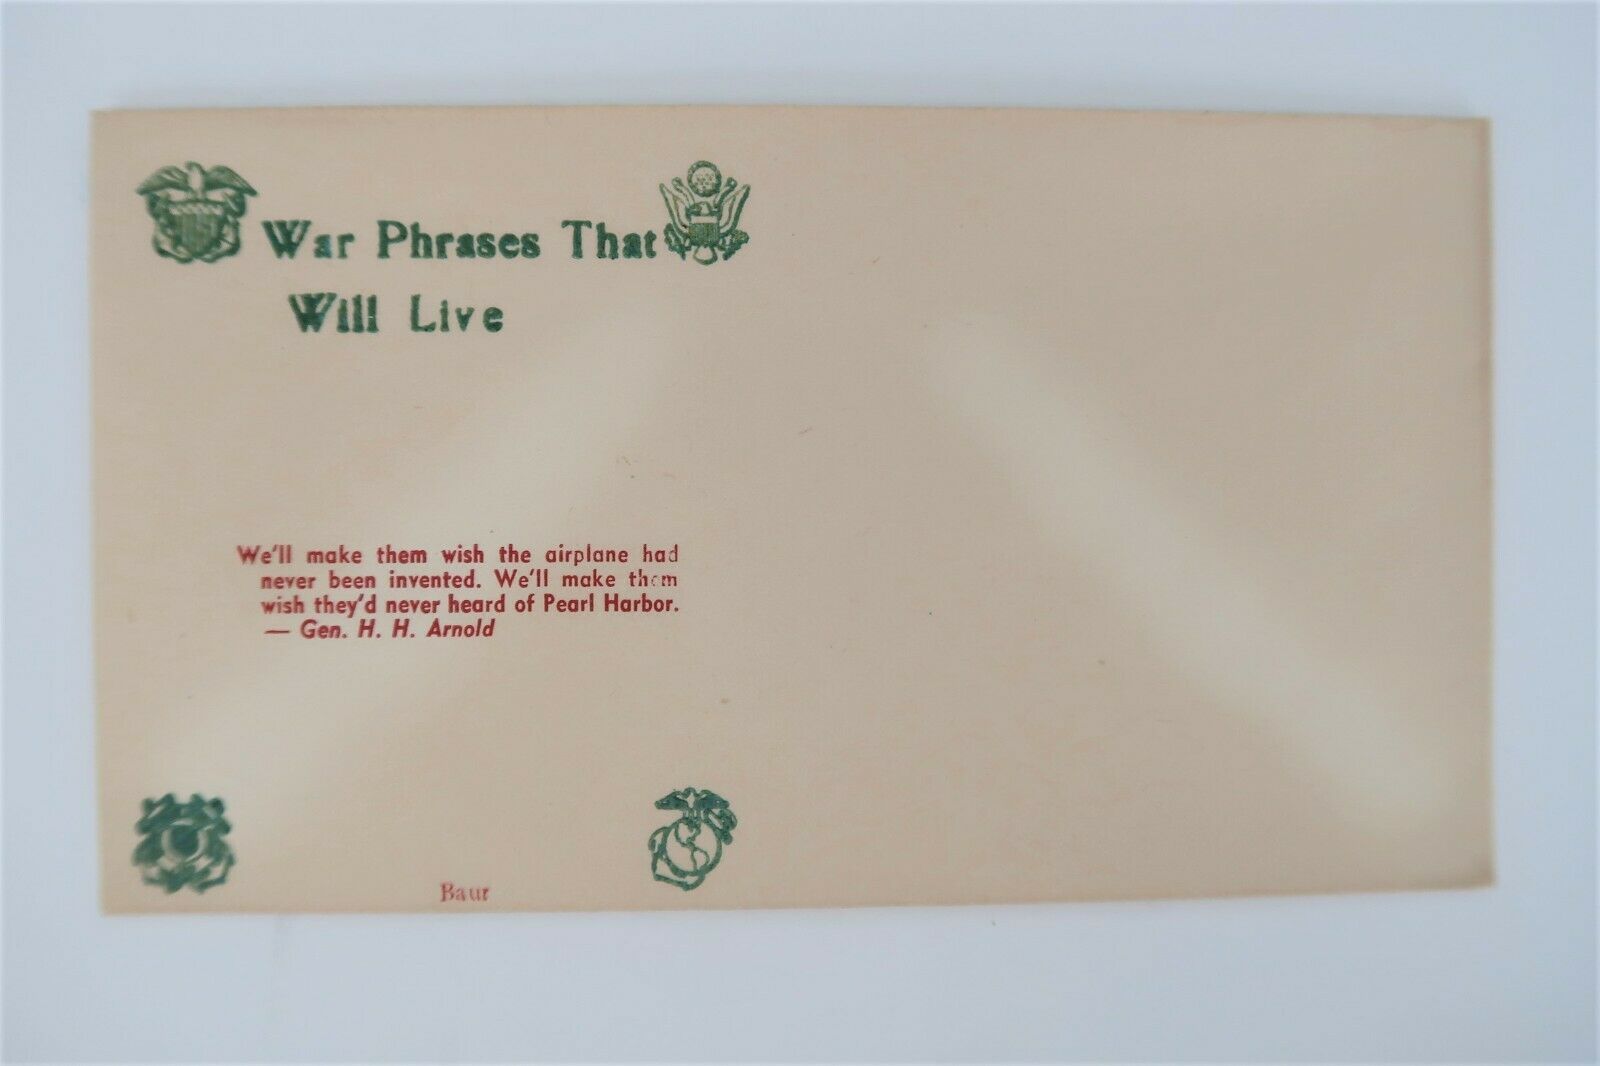 War Phrases That
Will Live
We'll make them wish the airplane had
never been invented. We'll make them
wish they'd never heard of Pearl Harbor.
— Gen. H. H. Arnold
Baur